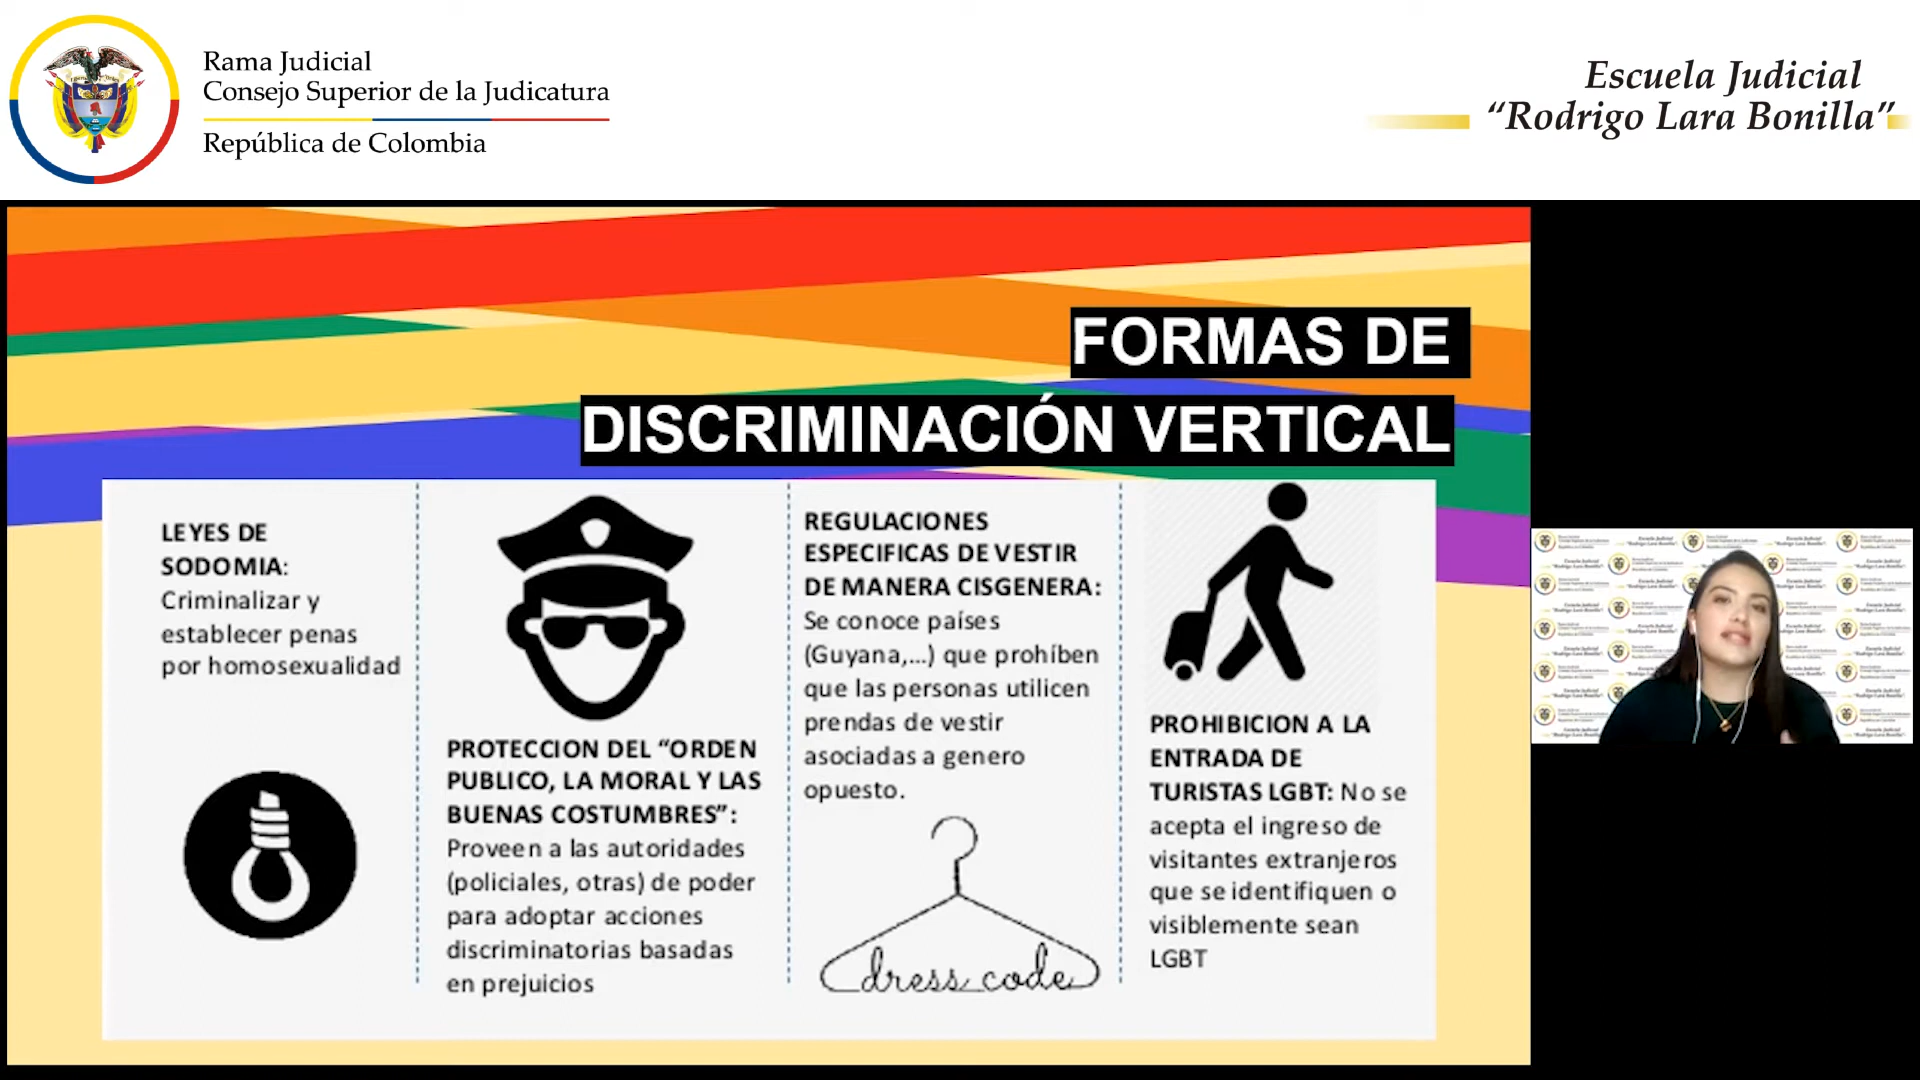 Rama Judicial
Consejo Superior de la Judicatura
República de Colombia
Escuela Judicial
“Rodrigo Lara Bonilla”
FORMAS DE
DISCRIMINACIÓN VERTICAL
LEYES DE
SODOMIA:
Criminalizar y
establecer penas
por homosexualidad
PROTECCION DEL “ORDEN
PUBLICO, LA MORAL Y LAS
BUENAS COSTUMBRES”:
Proveen a las autoridades
(policiales, otras) de poder
para adoptar acciones
discriminatorias basadas
en prejuicios
REGULACIONES
ESPECIFICAS DE VESTIR
DE MANERA CISGENERA:
Se conoce países
(Guyana,...) que prohíben
que las personas utilicen
prendas de vestir
asociadas a genero
opuesto.
dress code
PROHIBICION A LA
ENTRADA DE
TURISTAS LGBT: No se
acepta el ingreso de
visitantes extranjeros
que se identifiquen o
visiblemente sean
LGBT